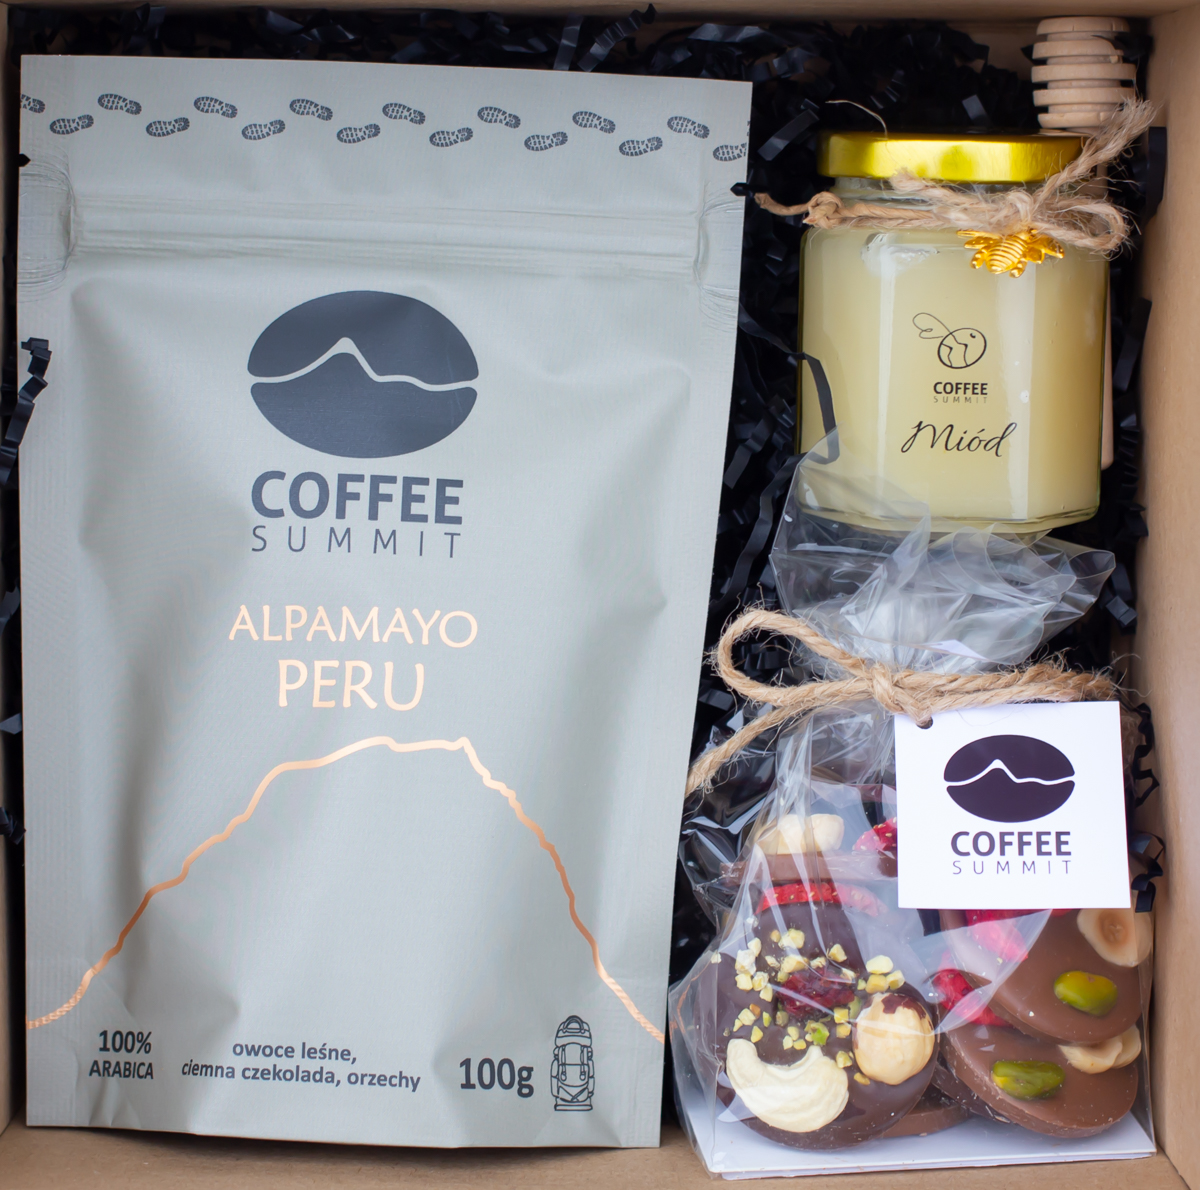 COFFEE
SUMMIT
ALPAMAYO
PERU
100%
ARABICA
owoce leśne,
ciemna czekolada, orzechy
100g
COFFEE
SUMMIT
Miód
COFFEE
SUMMIT